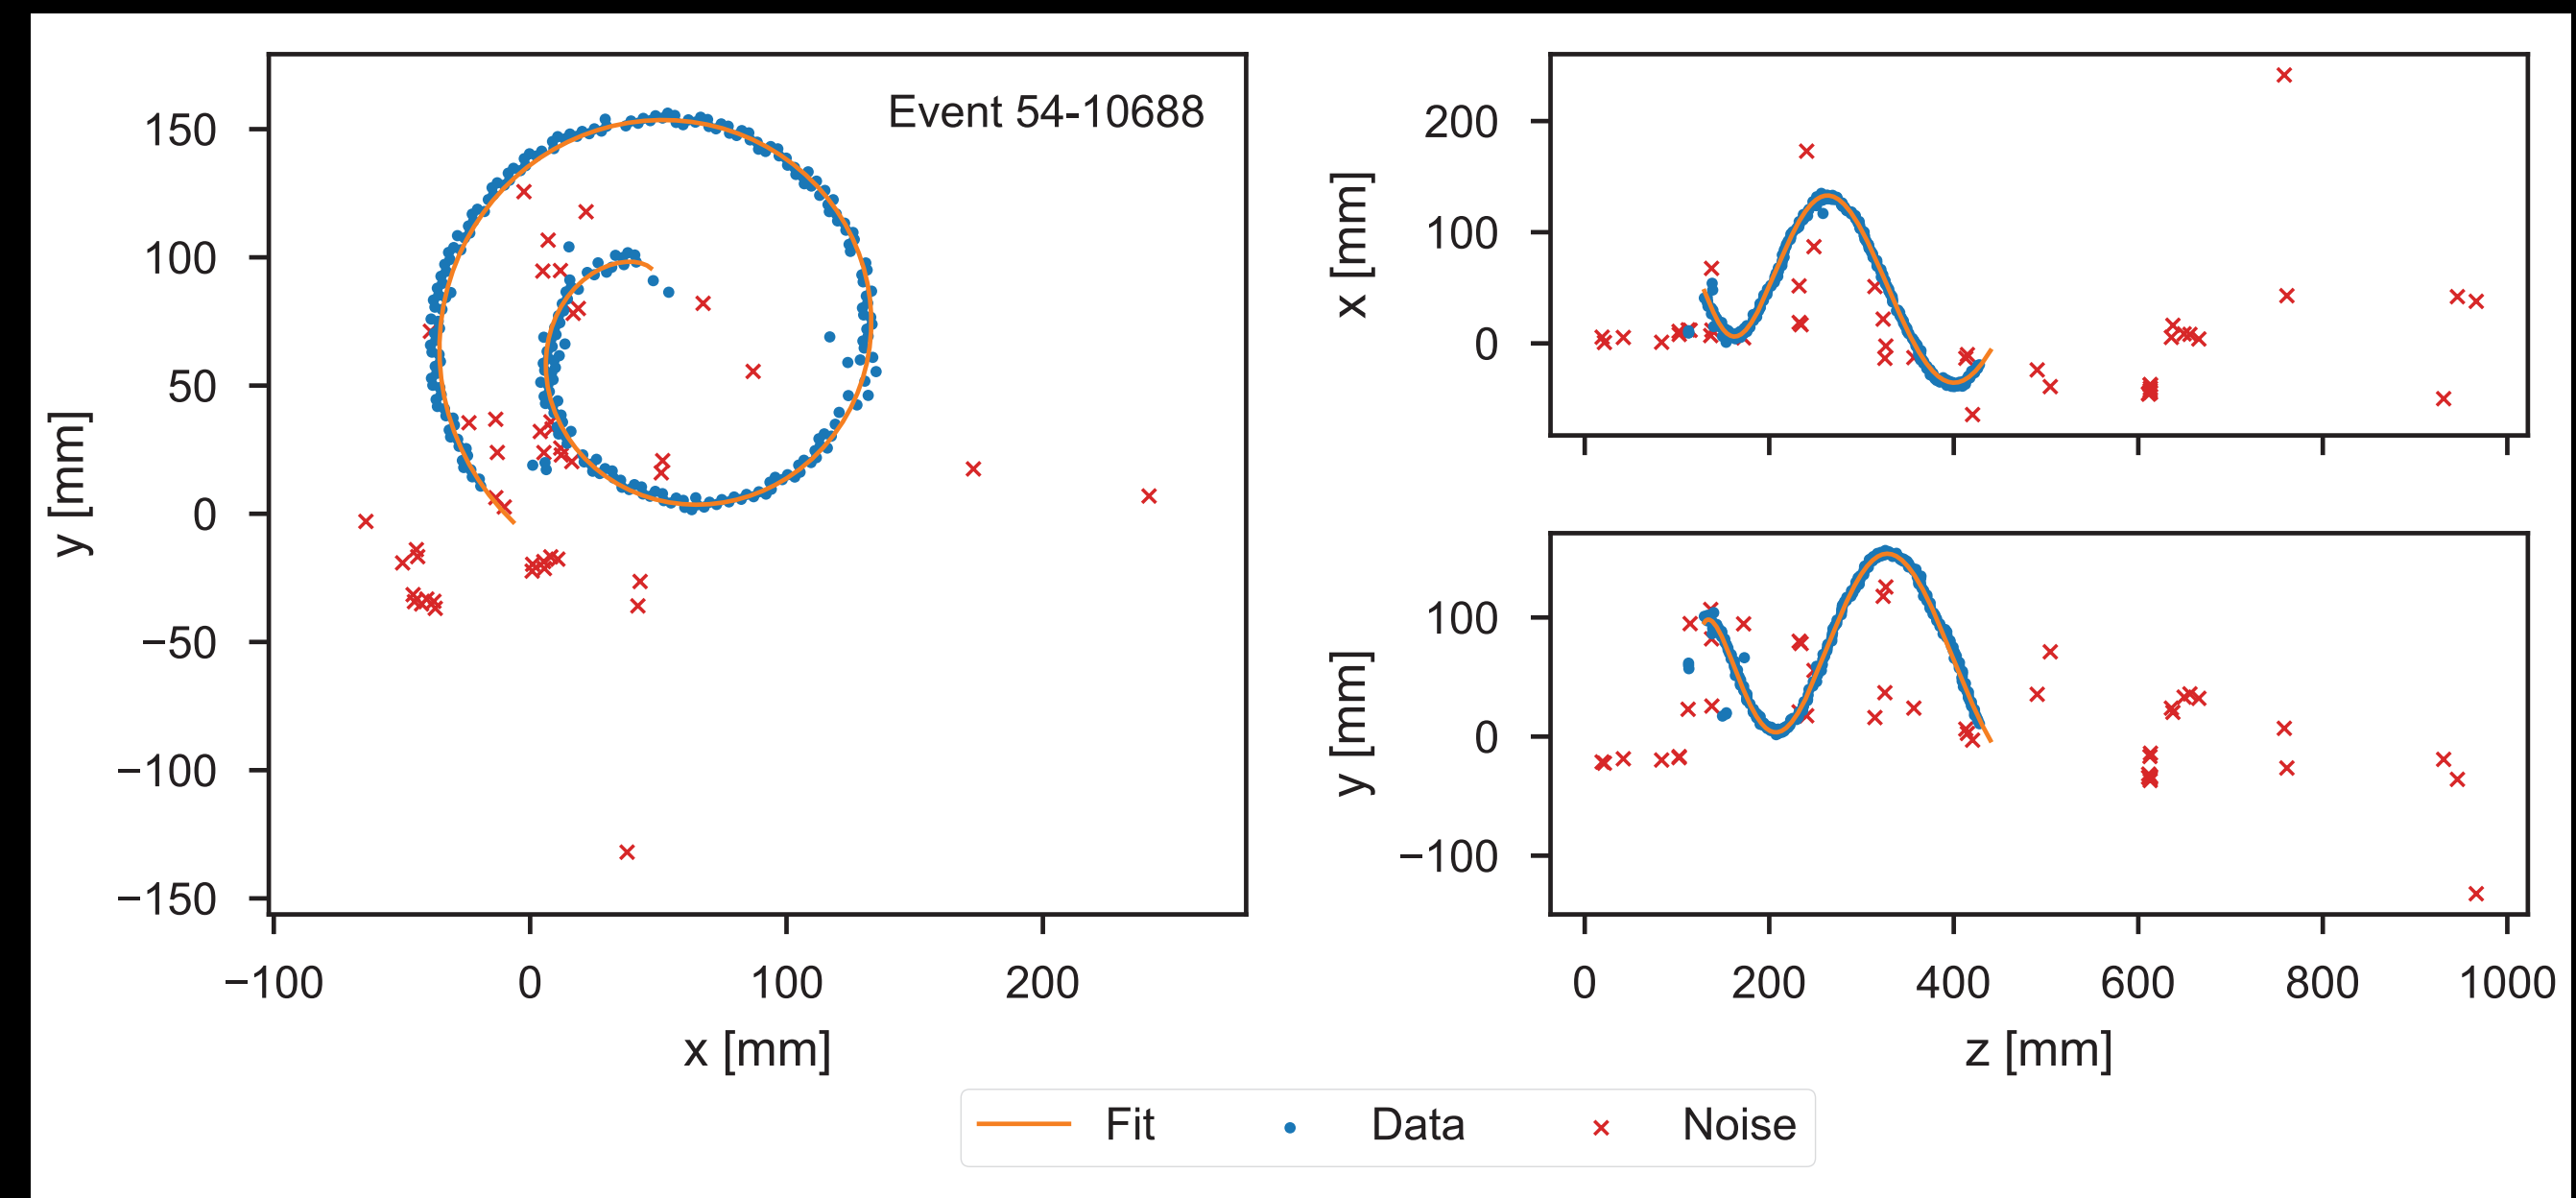 Event 54-10688
150
100
50
0
−50
−100
−150
y [mm]
−100 0 100 200
x [mm]
200
100
0
x [mm]
100
0
−100
y [mm]
0 200 400 600 800 1000
z [mm]
Fit Data Noise